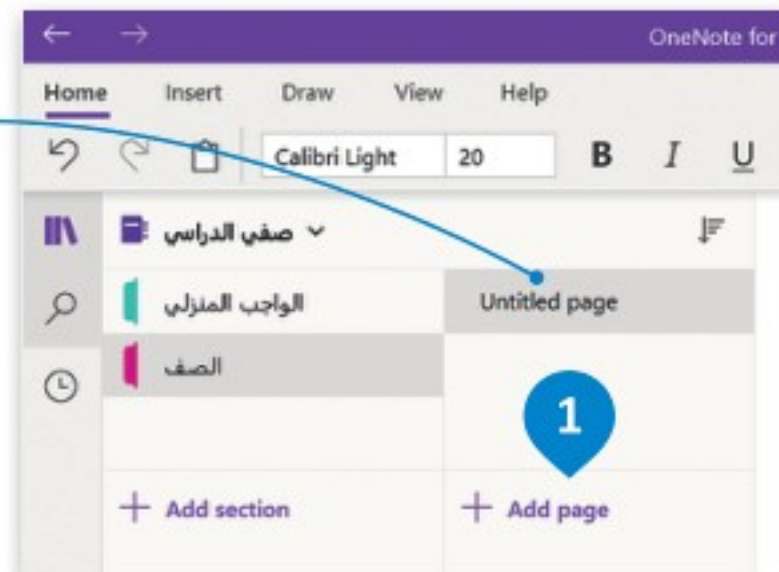 OneNote for
Home Insert Draw View Help
Calibri Light 20 B I U
صفي الدراسي
الواجب المنزلي Untitled page
الصف
1
+ Add section + Add page